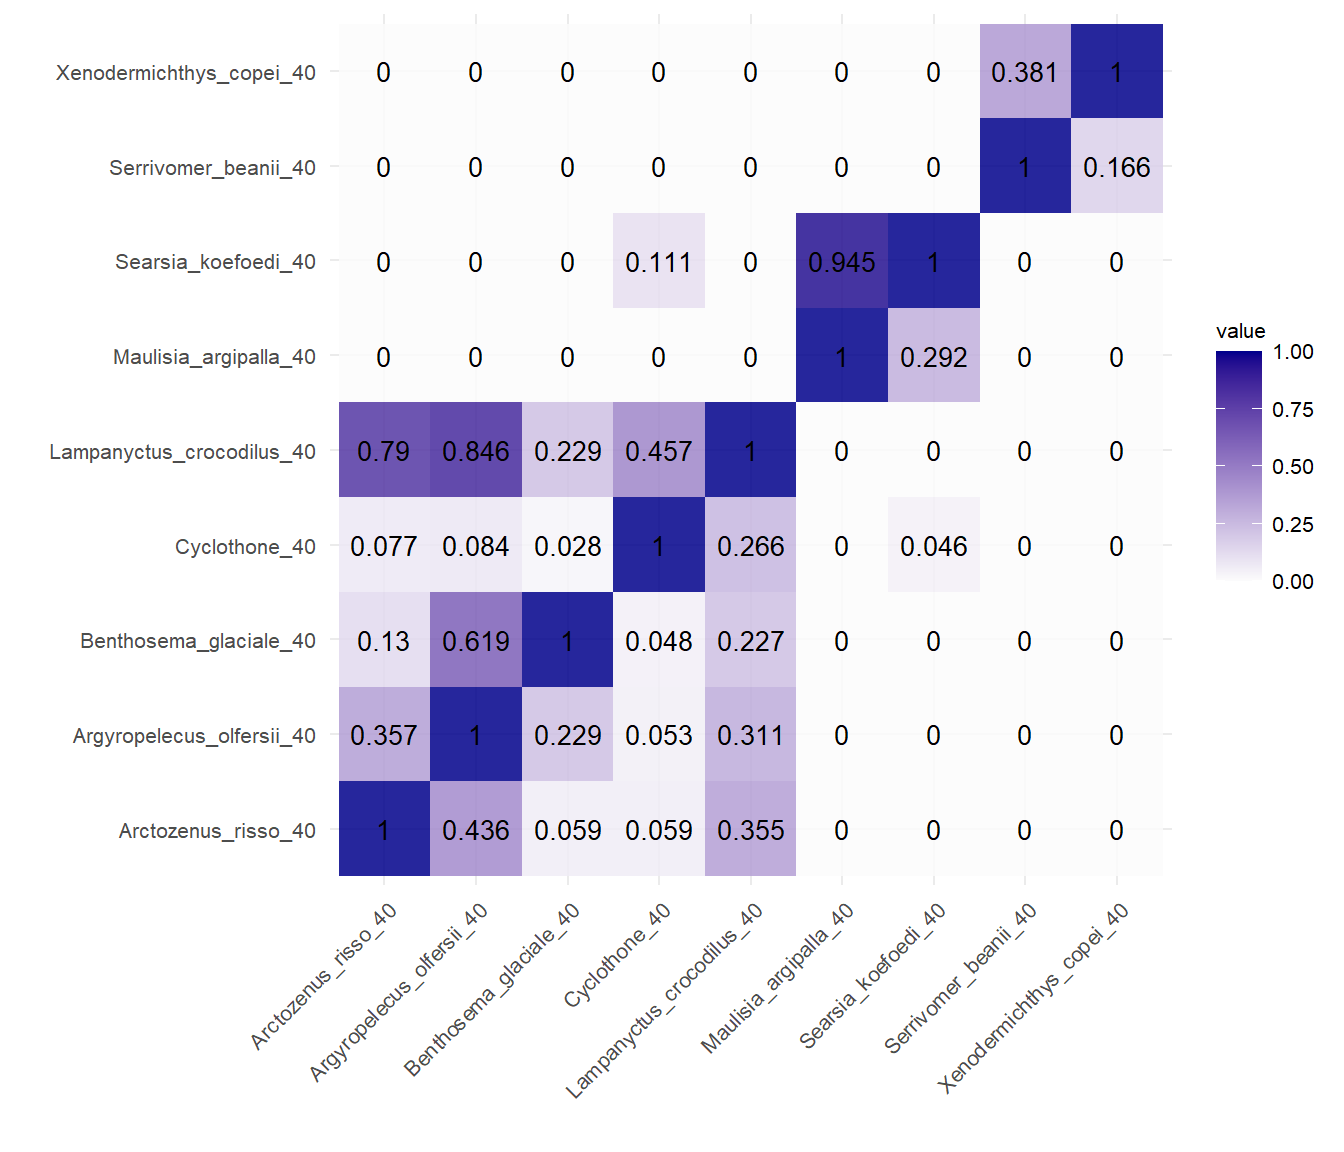 Xenodermichthys_copei_40 0 0 0 0 0 0 0 0.381 1
Serrivomer_beanii_40 0 0 0 0 0 0 0 1 0.166
Searsia_koefoedi_40 0 0 0 0.111 0 0.945 1 0 0
Maulisia_argipalla_40 0 0 0 0 0 1 0.292 0 0
Lampanyctus_crocodilus_40 0.79 0.846 0.229 0.457 1 0 0 0 0
Cyclothone_40 0.077 0.084 0.028 1 0.266 0 0.046 0 0
Benthosema_glaciale_40 0.13 0.619 1 0.048 0.227 0 0 0 0
Argyropelecus_olfersii_40 0.357 1 0.229 0.053 0.311 0 0 0 0
Arctozenus_risso_40 1 0.436 0.059 0.059 0.355 0 0 0 0
Arctozenus_risso_40
Argyropelecus_olfersii_40
Benthosema_glaciale_40
Cyclothone_40
Lampanyctus_crocodilus_40
Maulisia_argipalla_40
Searsia_koefoedi_40
Serrivomer_beanii_40
Xenodermichthys_copei_40
value
1.00
0.75
0.50
0.25
0.00